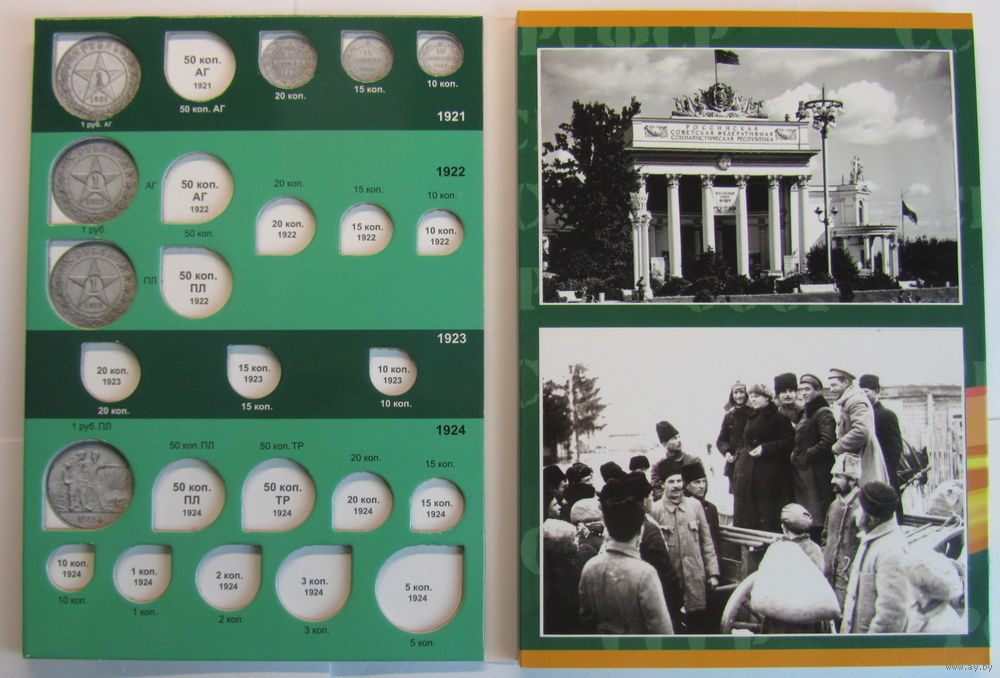 50 коп.
АГ
1921
1 руб. АГ
50 коп. АГ
20 коп.
15 коп.
10 коп.
1921
1922
АГ
50 коп.
АГ
1922
20 коп.
15 коп.
10 коп.
20 коп.
1922
15 коп.
1922
10 коп.
1922
1 руб.
50 коп.
ПЛ
50 коп.
ПЛ
1922
1923
20 коп.
1923
15 коп.
1923
10 коп.
1923
20 коп.
15 коп.
10 коп.
1924
1 руб. ПЛ
50 коп. ПЛ
50 коп. ТР
20 коп.
15 коп.
50 коп.
ПЛ
1924
50 коп.
ТР
1924
20 коп.
1924
15 коп.
1924
10 коп.
1924
1 коп.
1924
2 коп.
1924
3 коп.
1924
5 коп.
1924
10 коп.
1 коп.
2 коп.
3 коп.
5 коп.
РСФСР
РОССИЙСКАЯ
СОВЕТСКАЯ ФЕДЕРАТИВНАЯ
СОЦИАЛИСТИЧЕСКАЯ РЕСПУБЛИКА
www.ay.by